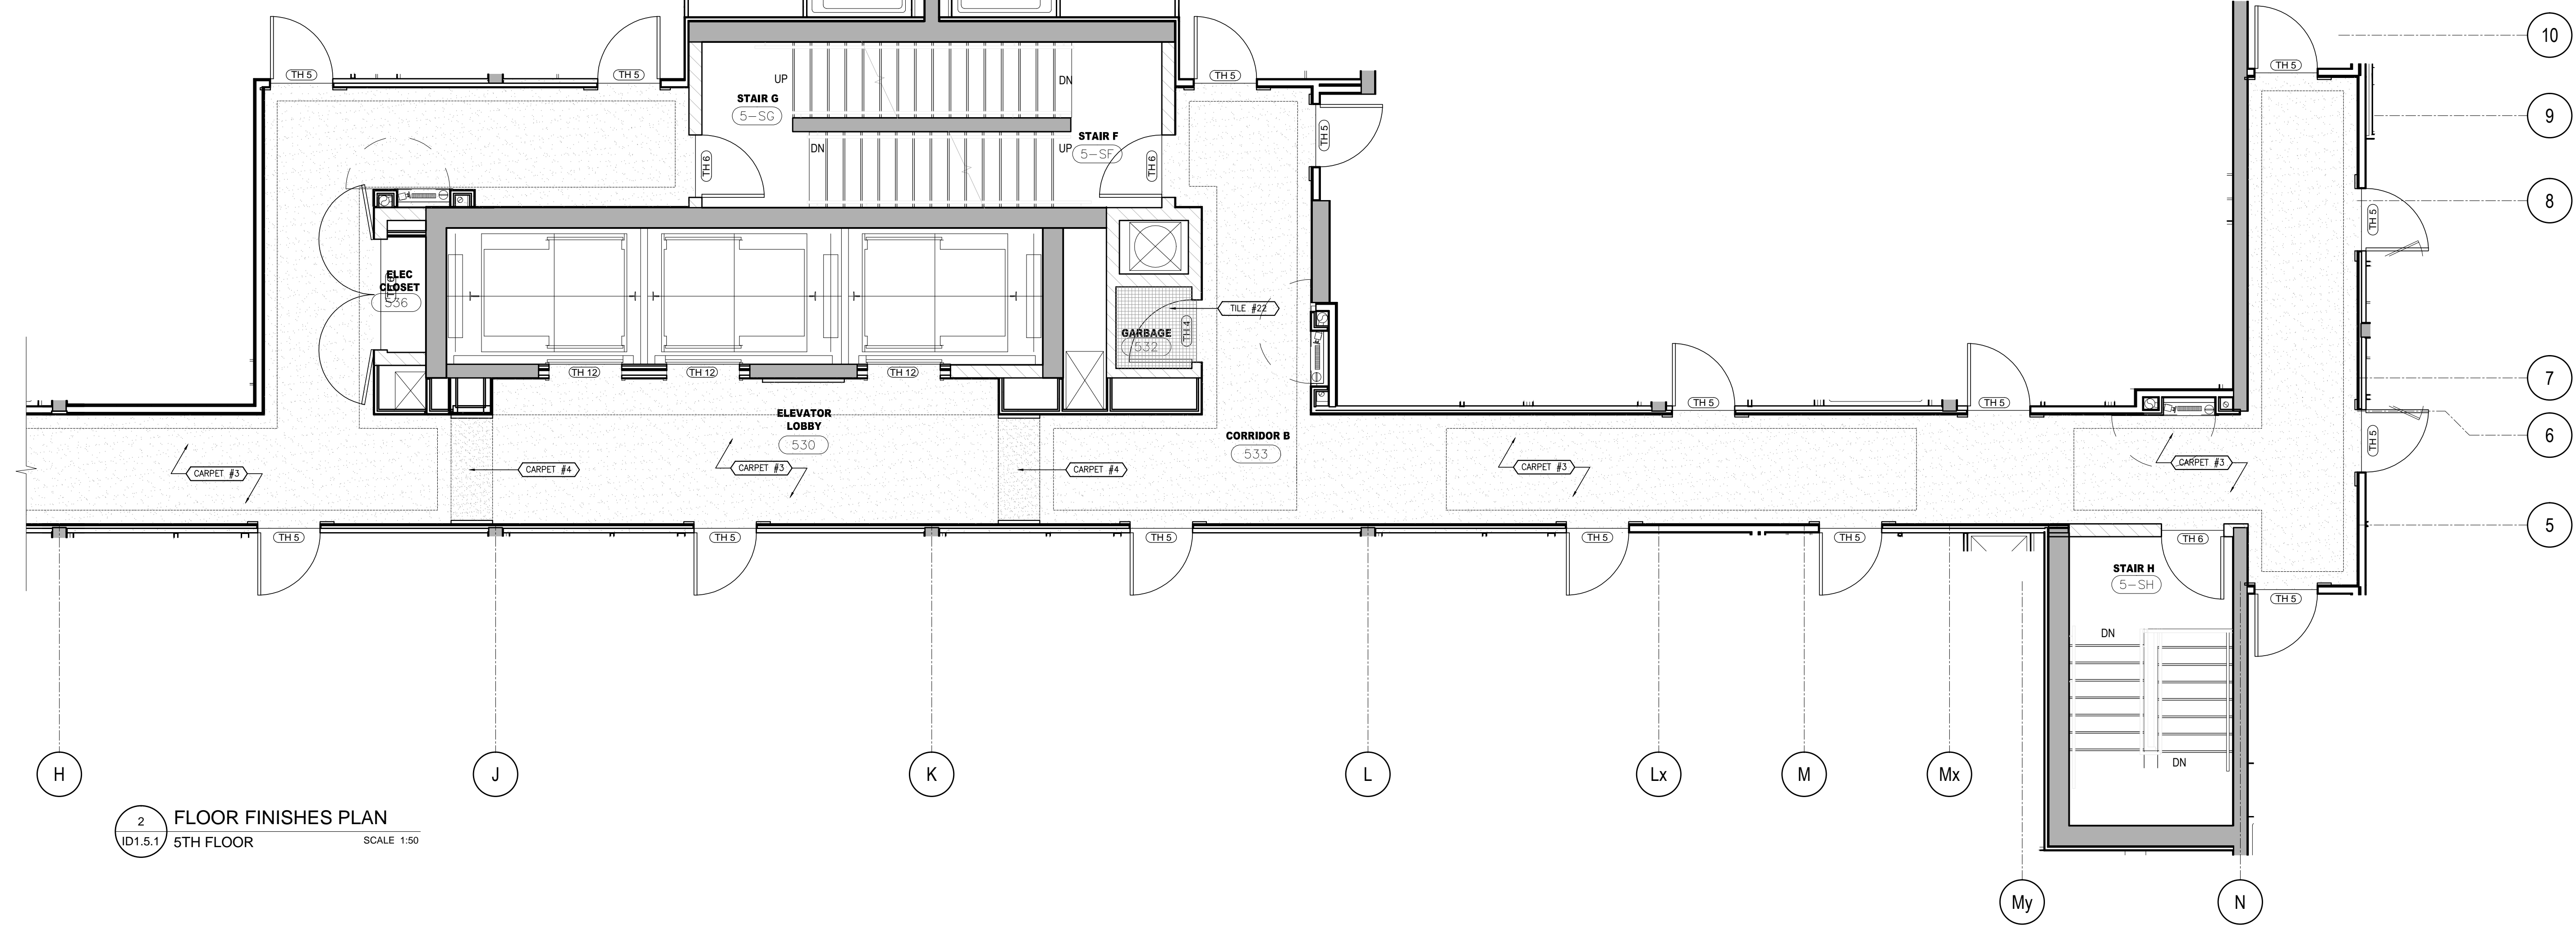 10
TH 5
TH 5
TH 5
TH 5
UP
DN
STAIR G
5-SG
9
TH 5
STAIR F
5-SF
DN
UP
TH 6
TH 6
8
TH 5
ELEC
CLOSET
536
TILE #22
TH 4
GARBAGE
532
TH 12
TH 12
TH 12
7
TH 5
TH 5
ELEVATOR
LOBBY
530
CORRIDOR B
533
6
TH 5
CARPET #3
CARPET #4
CARPET #3
CARPET #4
CARPET #3
CARPET #3
5
TH 5
TH 5
TH 5
TH 5
TH 5
TH 6
STAIR H
5-SH
TH 5
DN
DN
H
J
K
L
Lx
M
Mx
2
ID1.5.1
FLOOR FINISHES PLAN
5TH FLOOR
SCALE 1:50
My
N